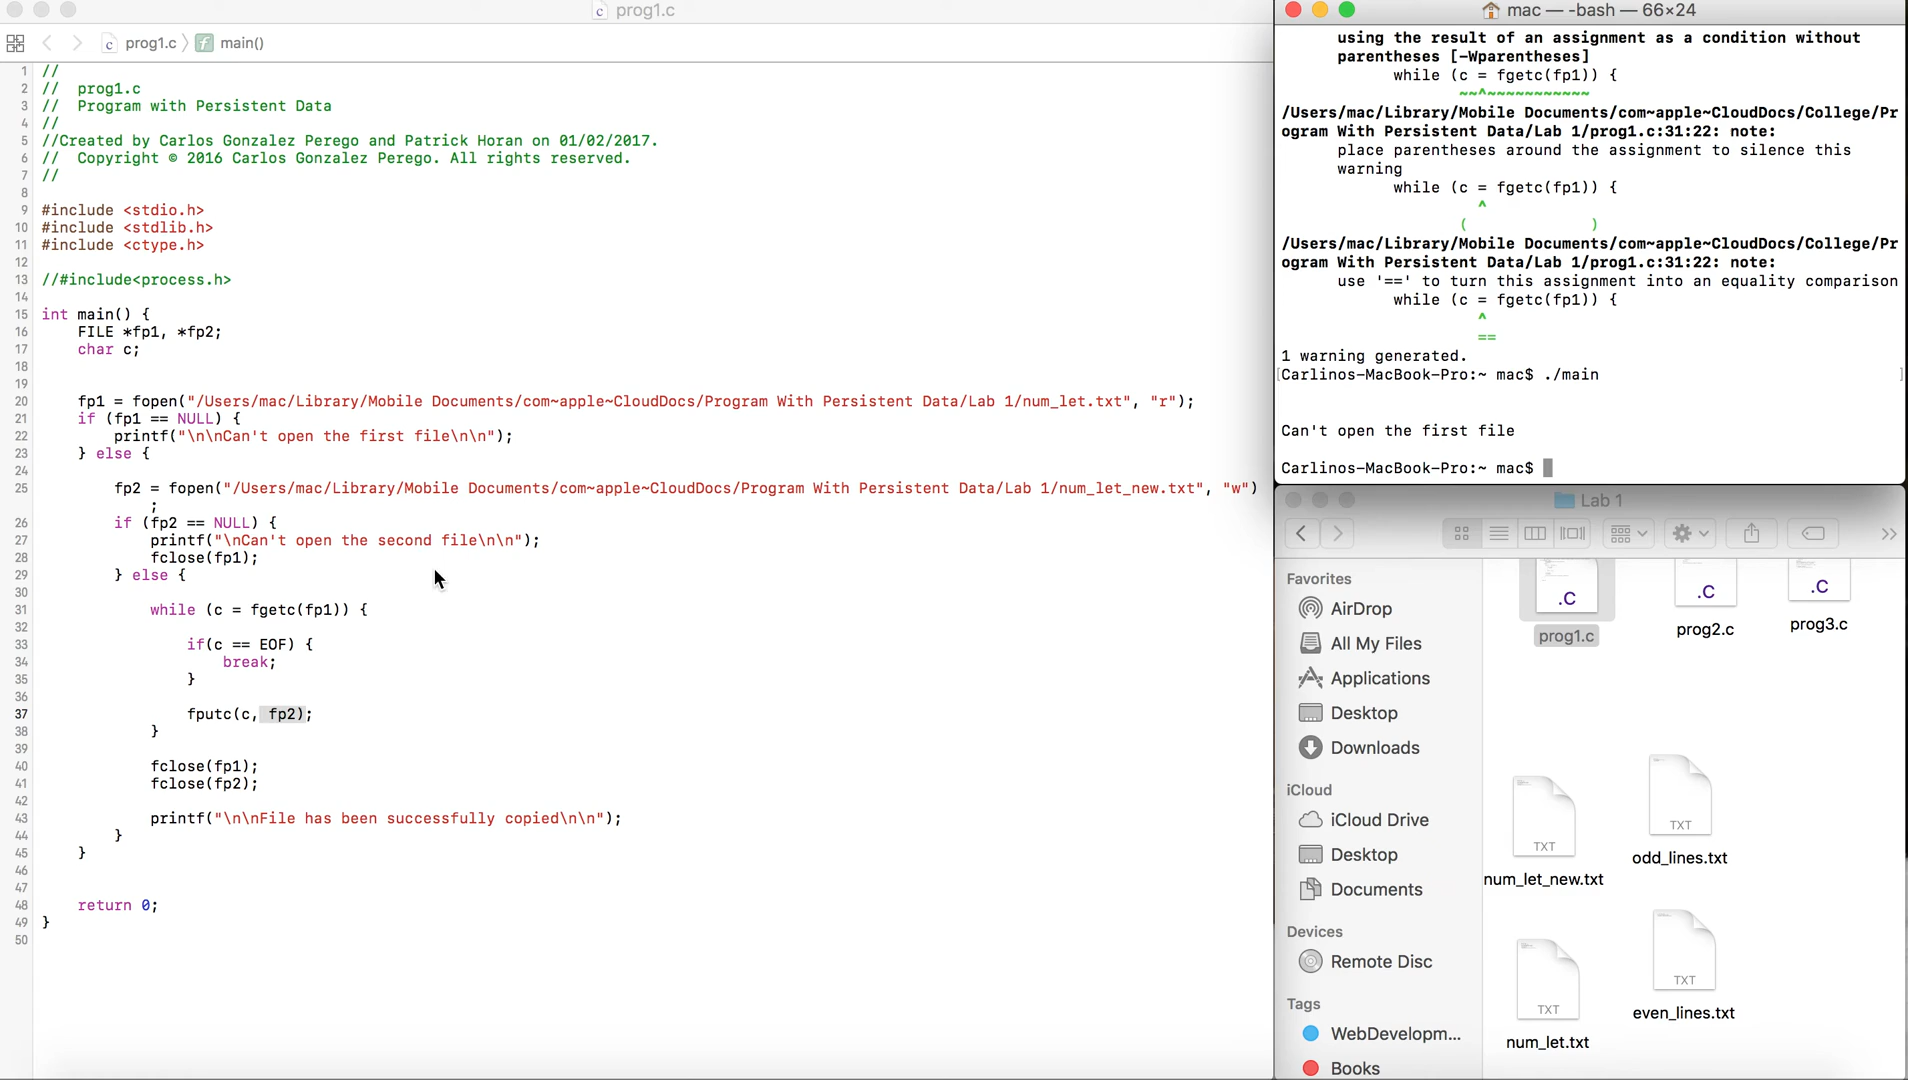 prog1.c
prog1.c
main()
1 //
2 // prog1.c
3 // Program with Persistent Data
4 //
5 //Created by Carlos Gonzalez Perego and Patrick Horan on 01/02/2017.
6 // Copyright © 2016 Carlos Gonzalez Perego. All rights reserved.
7 //
8
9 #include <stdio.h>
10 #include <stdlib.h>
11 #include <ctype.h>
12
13 //#include<process.h>
14
15 int main() {
16 FILE *fp1, *fp2;
17 char c;
18
19
20 fp1 = fopen("/Users/mac/Library/Mobile Documents/com~apple~CloudDocs/Program With Persistent Data/Lab 1/num_let.txt", "r");
21 if (fp1 == NULL) {
22 printf("\n\nCan't open the first file\n\n");
23 } else {
24
25 fp2 = fopen("/Users/mac/Library/Mobile Documents/com~apple~CloudDocs/Program With Persistent Data/Lab 1/num_let_new.txt", "w")
;
26 if (fp2 == NULL) {
27 printf("\nCan't open the second file\n\n");
28 fclose(fp1);
29 } else {
30
31 while (c = fgetc(fp1)) {
32
33 if(c == EOF) {
34 break;
35 }
36
37 fputc(c, fp2);
38 }
39
40 fclose(fp1);
41 fclose(fp2);
42
43 printf("\n\nFile has been successfully copied\n\n");
44 }
45 }
46
47
48 return 0;
49 }
50
mac — -bash — 66×24
using the result of an assignment as a condition without
parentheses [-Wparentheses]
while (c = fgetc(fp1)) {
~~^~~~~~~~~~~~
/Users/mac/Library/Mobile Documents/com~apple~CloudDocs/College/Pr
ogram With Persistent Data/Lab 1/prog1.c:31:22: note:
place parentheses around the assignment to silence this
warning
while (c = fgetc(fp1)) {
^
( )
/Users/mac/Library/Mobile Documents/com~apple~CloudDocs/College/Pr
ogram With Persistent Data/Lab 1/prog1.c:31:22: note:
use '==' to turn this assignment into an equality comparison
while (c = fgetc(fp1)) {
^
==
1 warning generated.
[Carlinos-MacBook-Pro:~ mac$ ./main ]
Can't open the first file
Carlinos-MacBook-Pro:~ mac$
Lab 1
Favorites
AirDrop
All My Files
Applications
Desktop
Downloads
iCloud
iCloud Drive
Desktop
Documents
Devices
Remote Disc
Tags
WebDevelopm...
Books
.C
prog1.c
.C
prog2.c
.C
prog3.c
TXT
num_let_new.txt
TXT
odd_lines.txt
TXT
num_let.txt
TXT
even_lines.txt